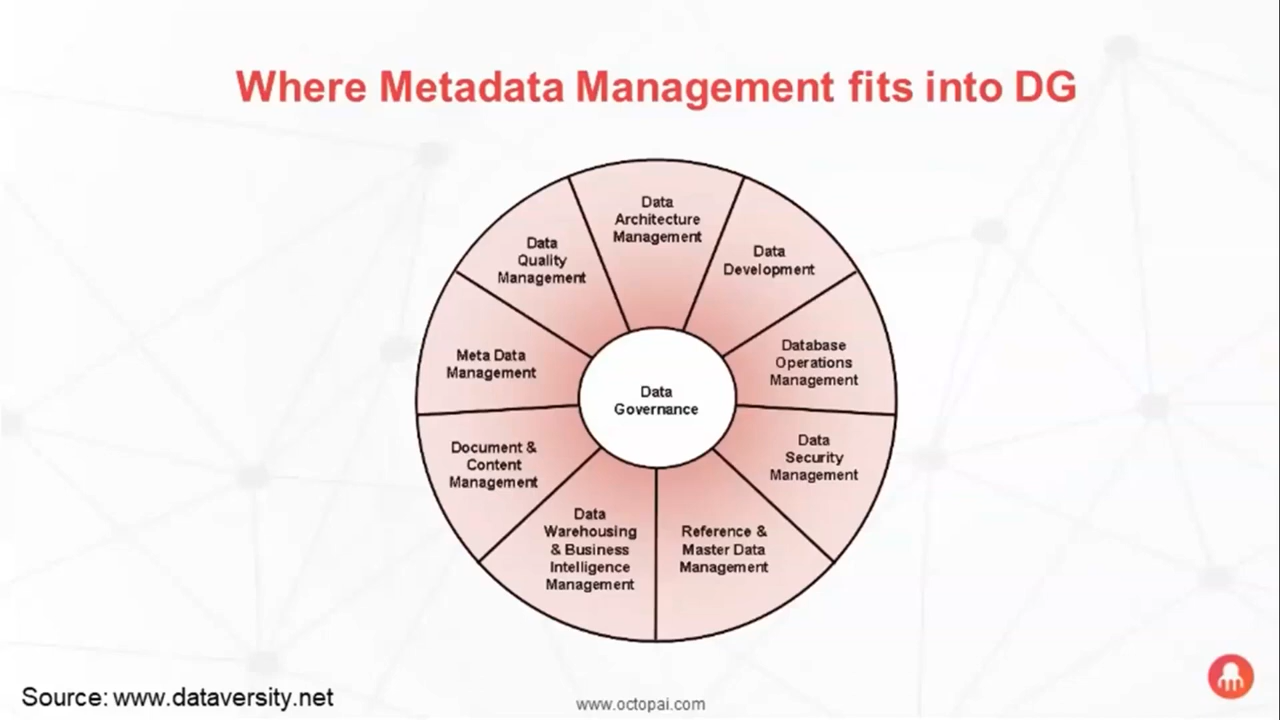 Where Metadata Management fits into DG
Data
Architecture
Management
Data
Development
Database
Operations
Management
Data
Security
Management
Reference &
Master Data
Management
Data
Warehousing
& Business
Intelligence
Management
Document &
Content
Management
Meta Data
Management
Data
Quality
Management
Data
Governance
Source: www.dataversity.net
www.octopai.com